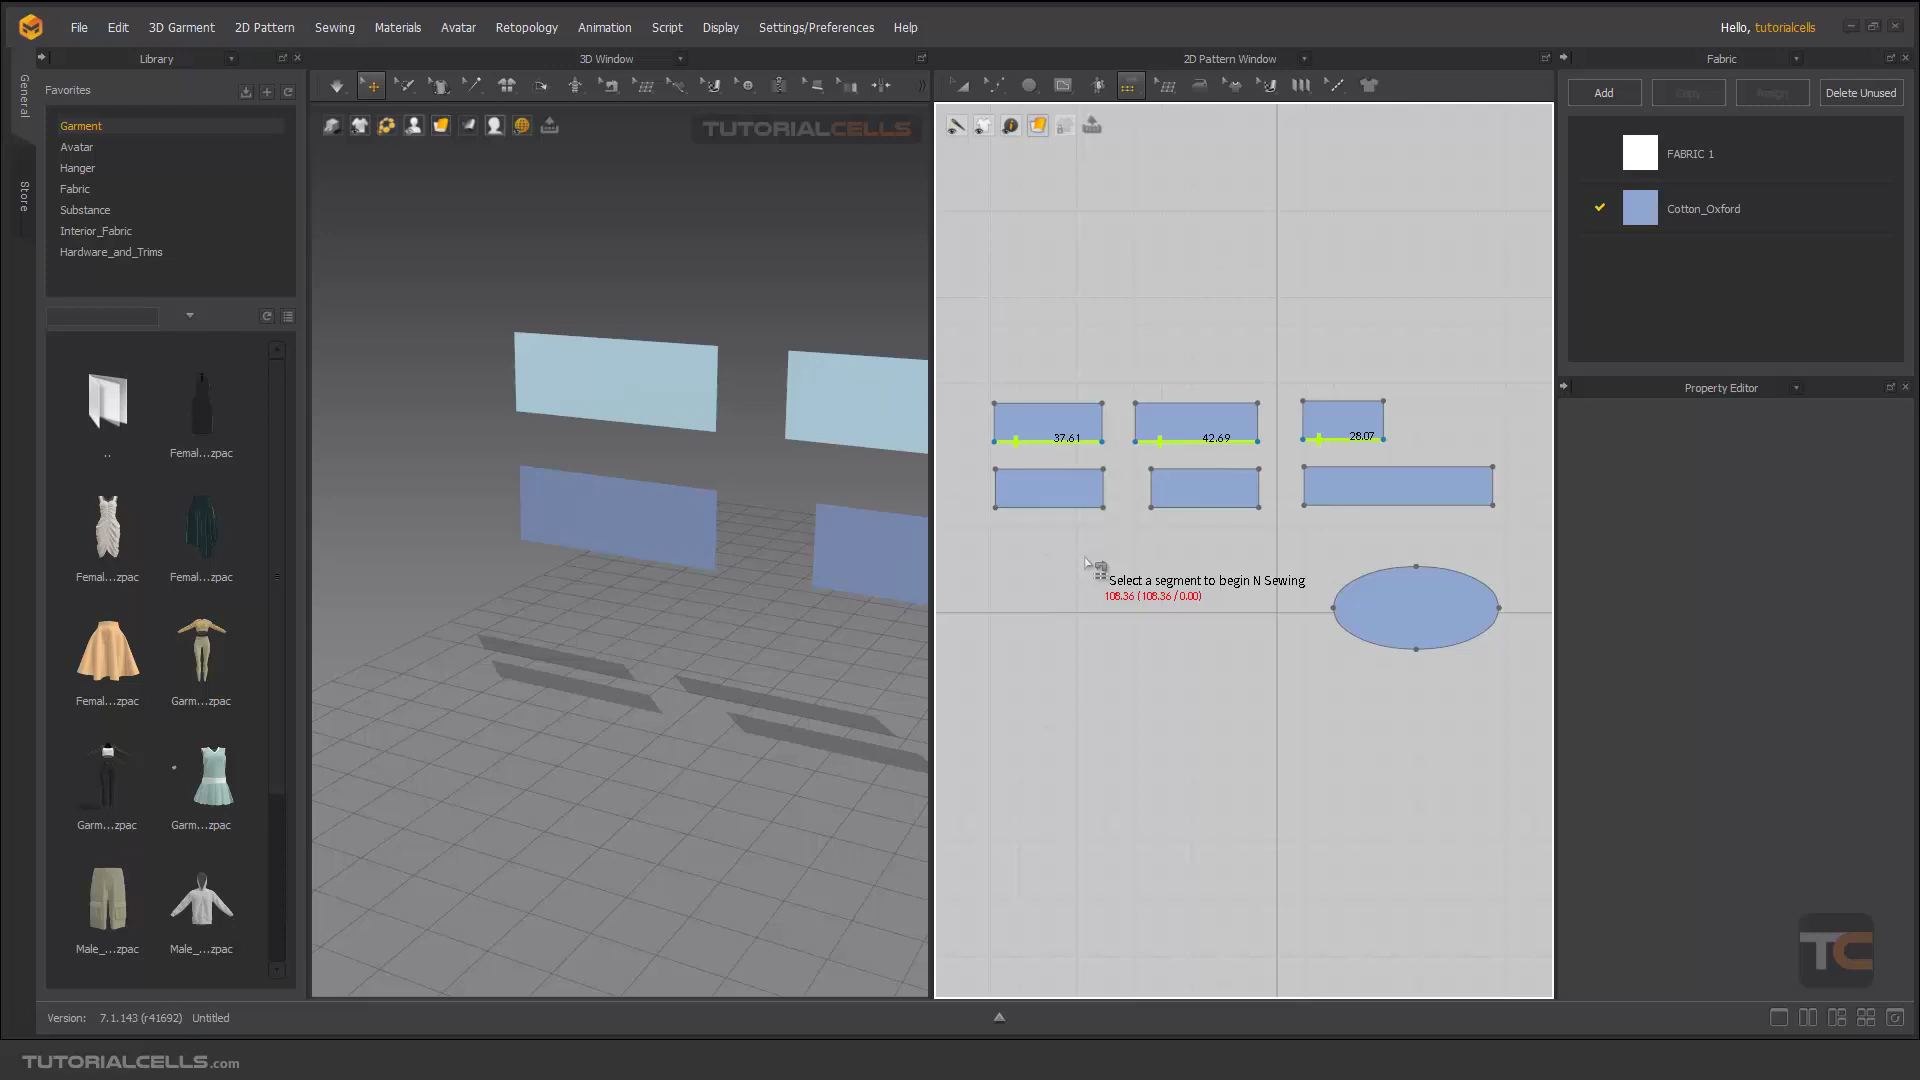 File Edit 3D Garment 2D Pattern Sewing Materials Avatar Retopology Animation Script Display Settings/Preferences Help
Hello, tutorialcells
Library
3D Window
2D Pattern Window
Fabric
General
Store
Favorites
Garment
Avatar
Hanger
Fabric
Substance
Interior_Fabric
Hardware_and_Trims
..
Femal...zpac
Femal...zpac
Femal...zpac
Femal...zpac
Garm...zpac
Garm...zpac
Garm...zpac
Male_...zpac
Male_...zpac
TUTORIALCELLS
37.61
42.69
28.07
Select a segment to begin N Sewing
108.36 (108.36 / 0.00)
Add
Copy
Assign
Delete Unused
FABRIC 1
Cotton_Oxford
Property Editor
TC
Version: 7.1.143 (r41692) Untitled
TUTORIALCELLS.com